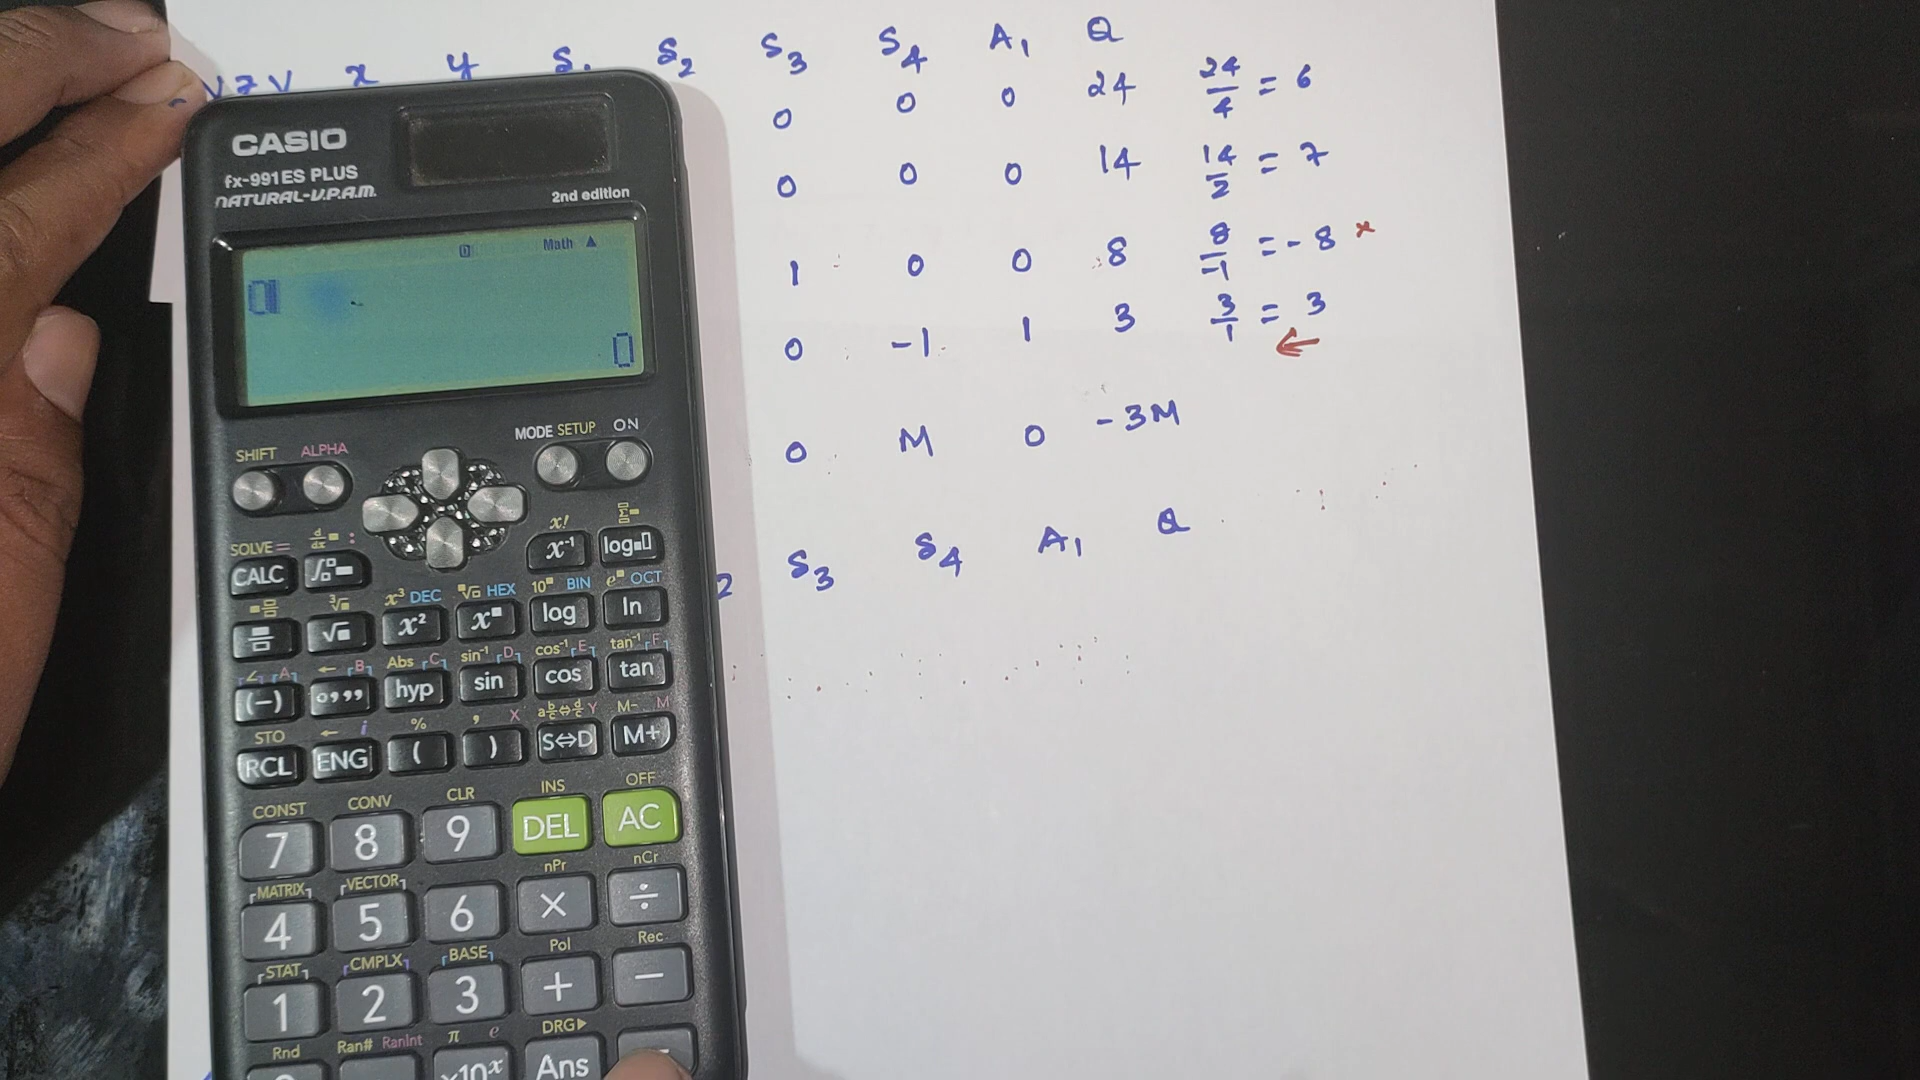 x y S. S₂ S₃ S₄ A₁ Q
0 0 0 24 24/4 = 6
0 0 0 14 14/2 = 7
1 0 0 8 8/-1 = -8 ×
0 -1 1 3 3/1 = 3
←
0 M 0 -3M
2 S₃ S₄ A₁ Q
CASIO
fx-991ES PLUS
NATURAL-V.P.A.M.
2nd edition
D Math ▲
0
MODE SETUP ON
SHIFT ALPHA
x! Σ=
SOLVE = d/dx= :
CALC ∫ x⁻¹ log
x³ DEC √ HEX 10 BIN e OCT
³√
√ x² x■ log ln
∠ A ← B Abs C sin⁻¹ D cos⁻¹ E tan⁻¹ F
(-) °,,, hyp sin cos tan
STO ← i % , X a b/c⇔d/c Y M- M
RCL ENG ( ) S⇔D M+
CONST CONV CLR INS OFF
7 8 9 DEL AC
MATRIX VECTOR nPr nCr
4 5 6 × ÷
STAT CMPLX BASE Pol Rec
1 2 3 + −
Rnd Ran# RanInt π e DRG▶
×10ˣ Ans